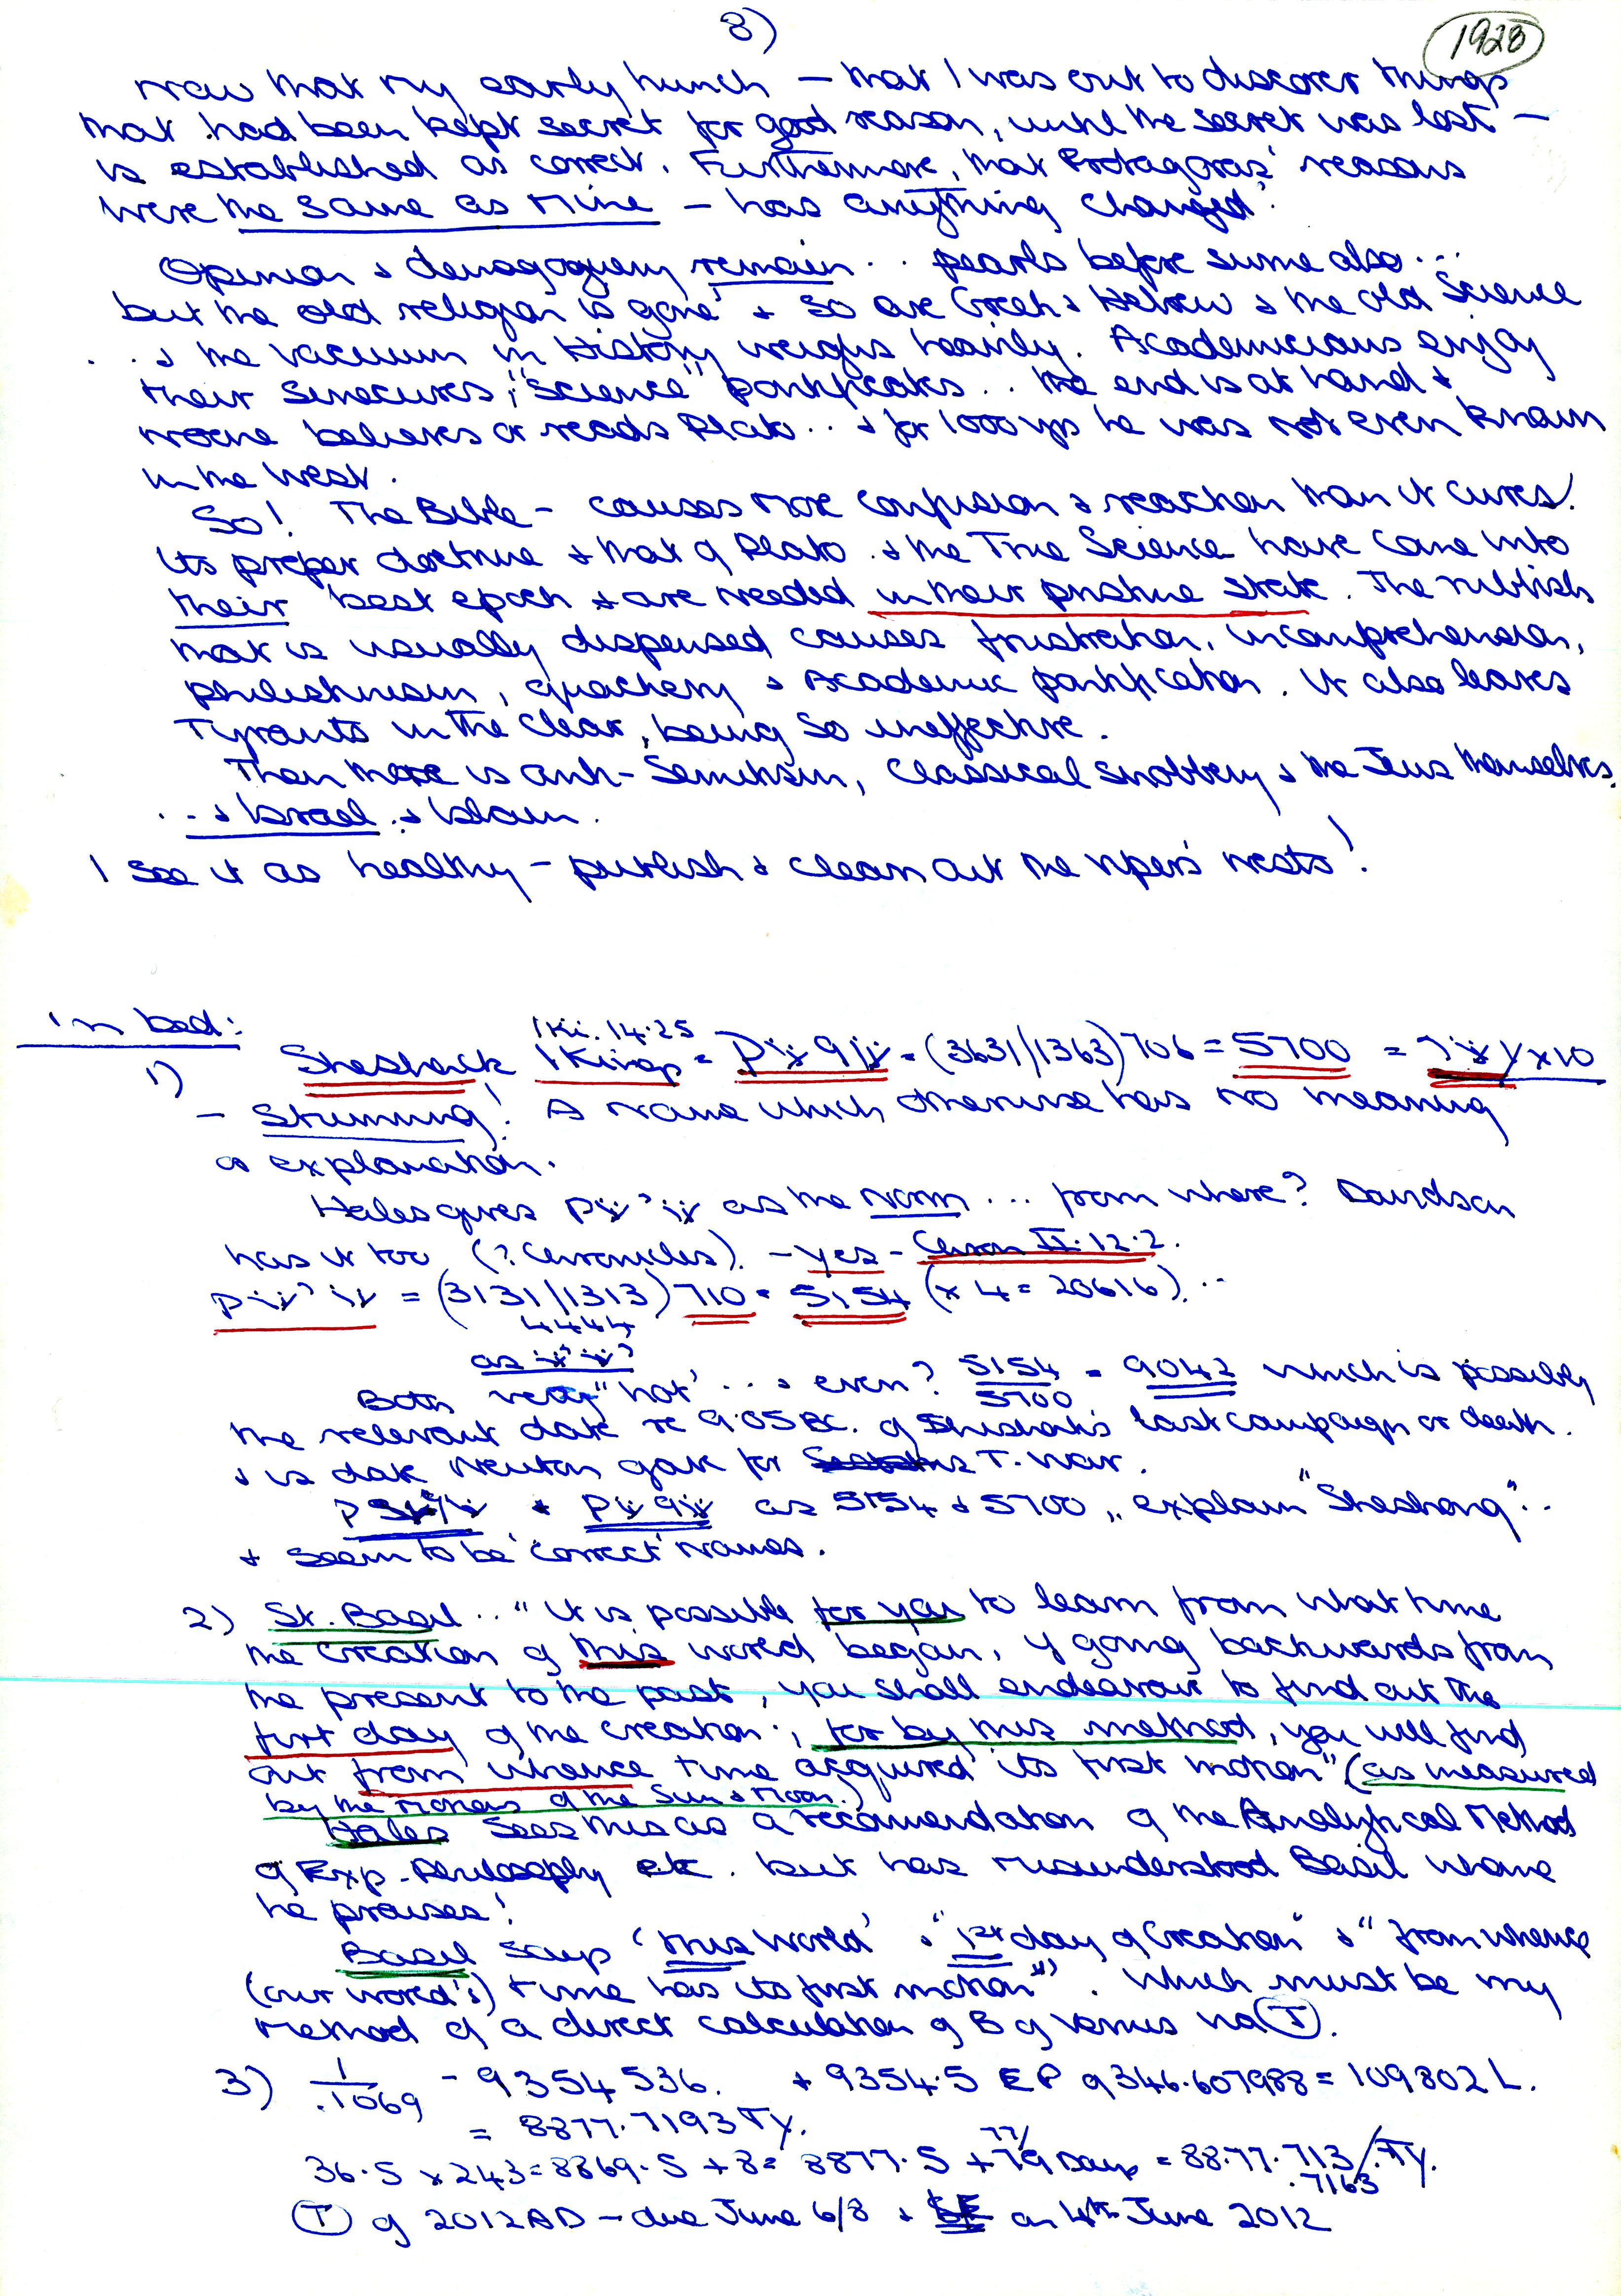 8)
1928
now that my early hunch – that I was out to discover things
that had been kept secret for good reason, until the secret was lost –
is established as correct. Furthermore, that Protagoras' reasons
were the same as mine – has anything changed?
Opinion & demagoguery remain .. pearls before swine also...
but the old religion is gone & so are Greek & Hebrew & the old Science
.. & the vacuum in History weighs heavily. Academicians enjoy
their sinecures; "Science" pontificates.. the end is at hand &
noone believes or reads Plato .. & for 1000 yrs he was not even known
in the West.
So! The Bible – causes more confusion & reaction than it cures!
Its proper doctrine & that of Plato & the True Science have come into
their best epoch & are needed in their pristine state. The rubbish
that is usually dispensed causes frustration, incomprehension,
philistinism, quackery & Academic pontification. It also leaves
Tyrants in the clear, being so ineffective.
Then there is anti-Semitism, Classical snobbery & the Jews themselves.
... & Israel & Islam.
I see it as healthy – publish & clean out the vipers nests!
in bed:
1 Ki. 14.25
1) Sheshack 1 Kings = = (3631//1363) 706 = 5700 = x 10
– Stunning! A name which otherwise has no meaning
or explanation.
Hales gives as the norm ... from where? Davidson
has it too (? Chronicles). – yes – Chron II. 12.2.
= (3131//1313) 710 = 5154 (x 4 = 20616) ..
4444
as
Both very "hot" ... & even? 5154/5700 = 9042 which is possibly
the relevant date re 905 BC. of Shishak's last campaign or death.
& is date Newton gave for T. War.
& as 5154 & 5700 ,, explain "Sheshong" ..
& seem to be 'correct' names.
2) St. Basil .. "It is possible for you to learn from what time
the creation of this world began, if going backwards from
the present to the past, you shall endeavour to find out the
first day of the creation; for by this method, you will find
out from whence time acquired its first motion" (as measured
by the motions of the Sun & Moon.)
Hales sees this as a recomendation of the Analytical Method
of Exp. Philosophy etc. but has misunderstood Basil whome
he praises!
Basil says 'this World' & "1st day of Creation" & "from whence
(our world's) time has its first motion". Which must be my
method of a direct calculation of B of Venus via (T).
3) 1/.1069 = 9354536. & 9354.5 EP of 346.607988 = 109802 L.
= 8877.7193 TY.
36.5 x 243 = 8869.5 + 8 = 8877.5 + 77/79 Days = 8877.713/.7163 TY.
(T) of 2012 AD – due June 6/8 & LE on 4th June 2012